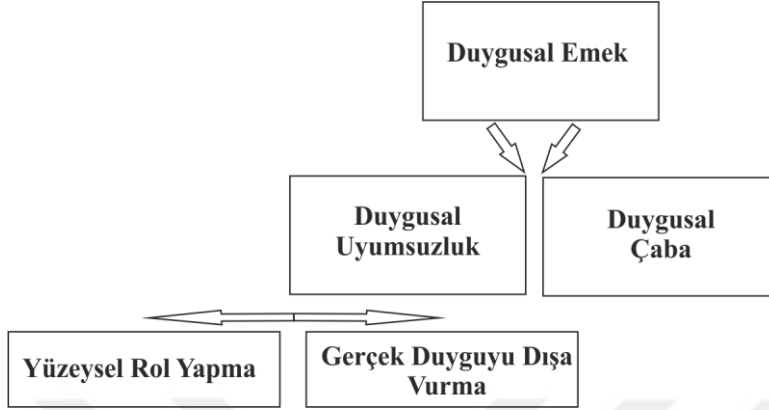 Duygusal Emek
Duygusal
Uyumsuzluk
Duygusal
Çaba
Yüzeysel Rol Yapma
Gerçek Duyguyu Dışa
Vurma